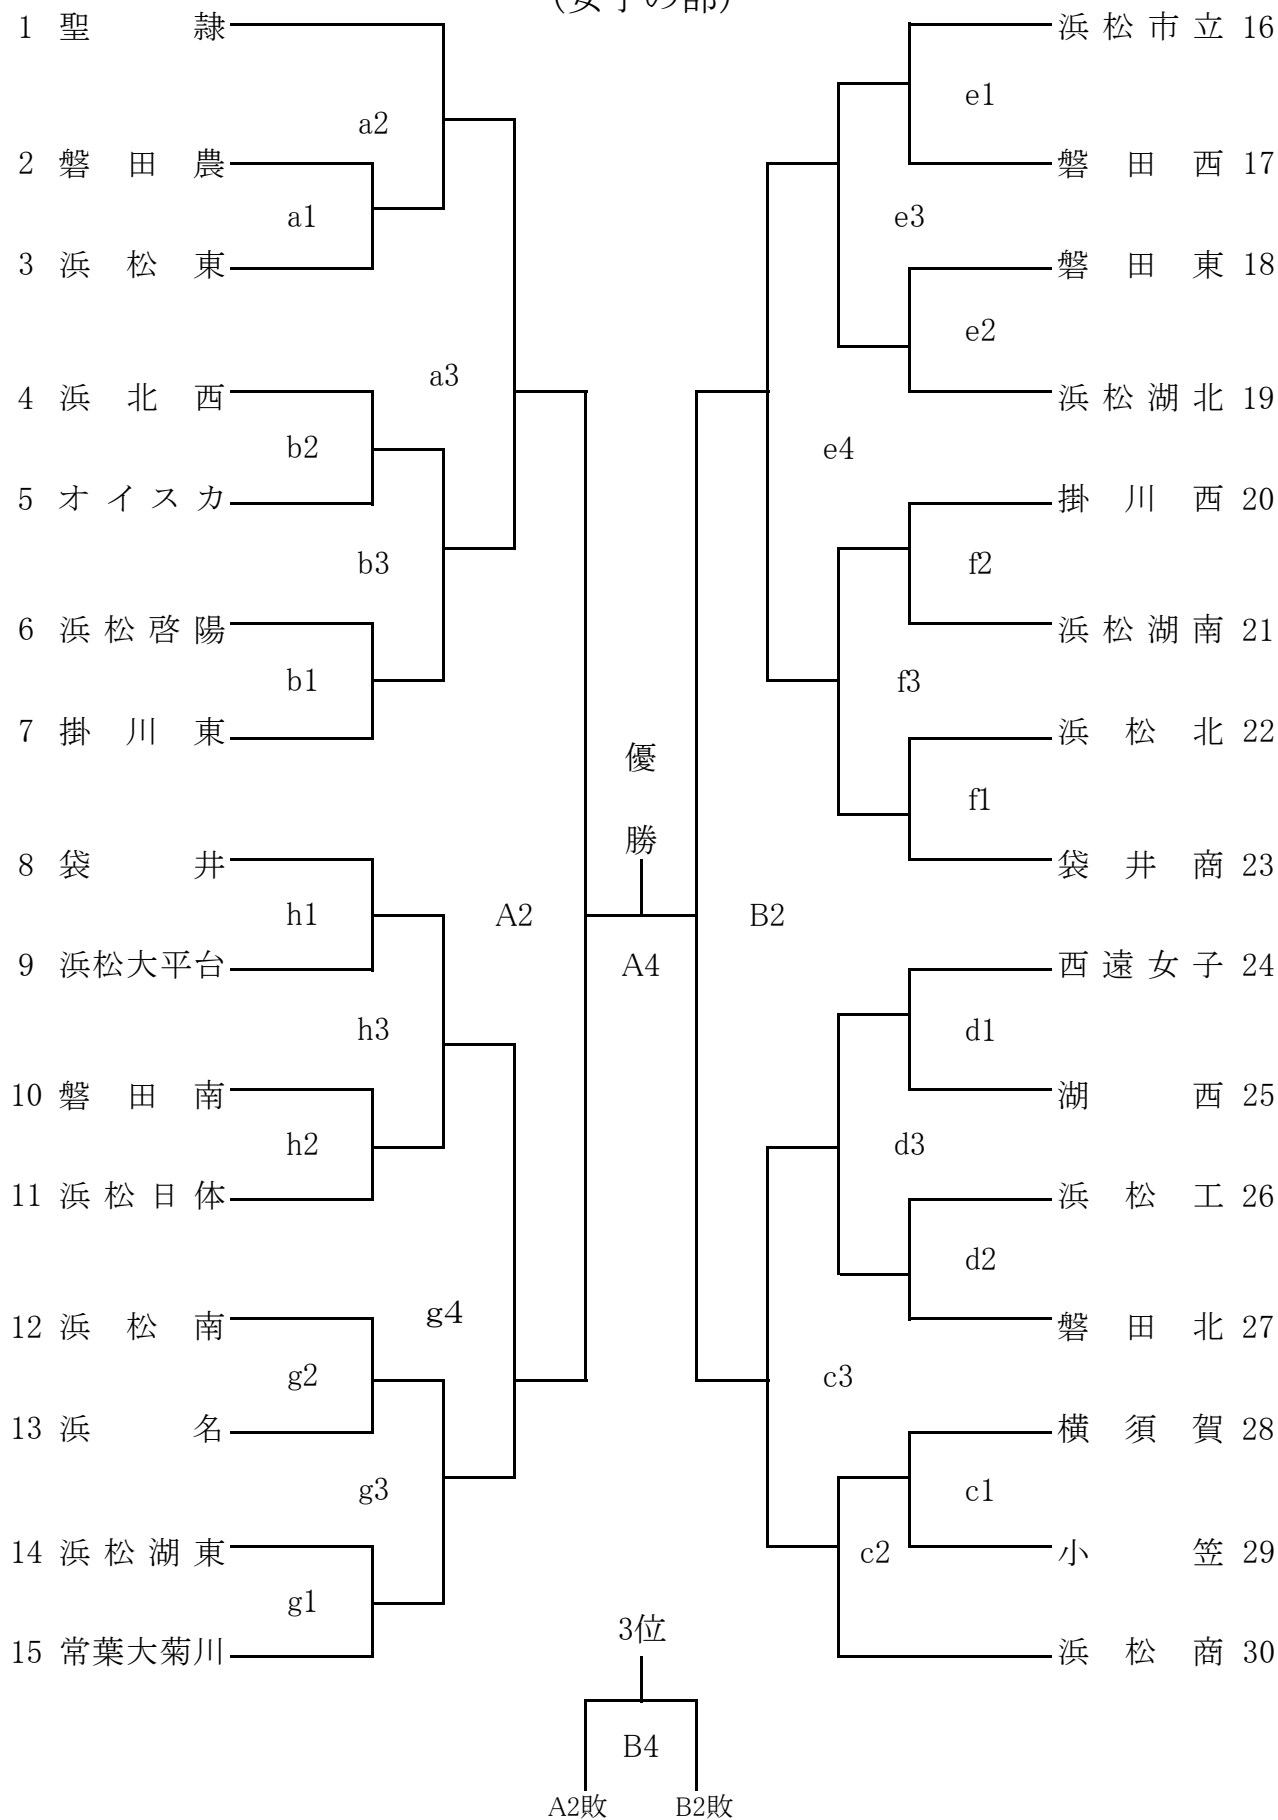 (女子の部)
1 聖隷
a2
2 磐田農
a1
3 浜松東
a3
4 浜北西
b2
5 オイスカ
b3
6 浜松啓陽
b1
7 掛川東
8 袋井
h1
A2
9 浜松大平台
h3
10 磐田南
h2
11 浜松日体
g4
12 浜松南
g2
13 浜名
g3
14 浜松湖東
g1
15 常葉大菊川
優
勝
A4
浜松市立 16
e1
磐田西 17
e3
磐田東 18
e2
浜松湖北 19
e4
掛川西 20
f2
浜松湖南 21
f3
浜松北 22
f1
袋井商 23
B2
西遠女子 24
d1
湖西 25
d3
浜松工 26
d2
磐田北 27
c3
横須賀 28
c1
小笠 29
c2
浜松商 30
3位
B4
A2敗 B2敗